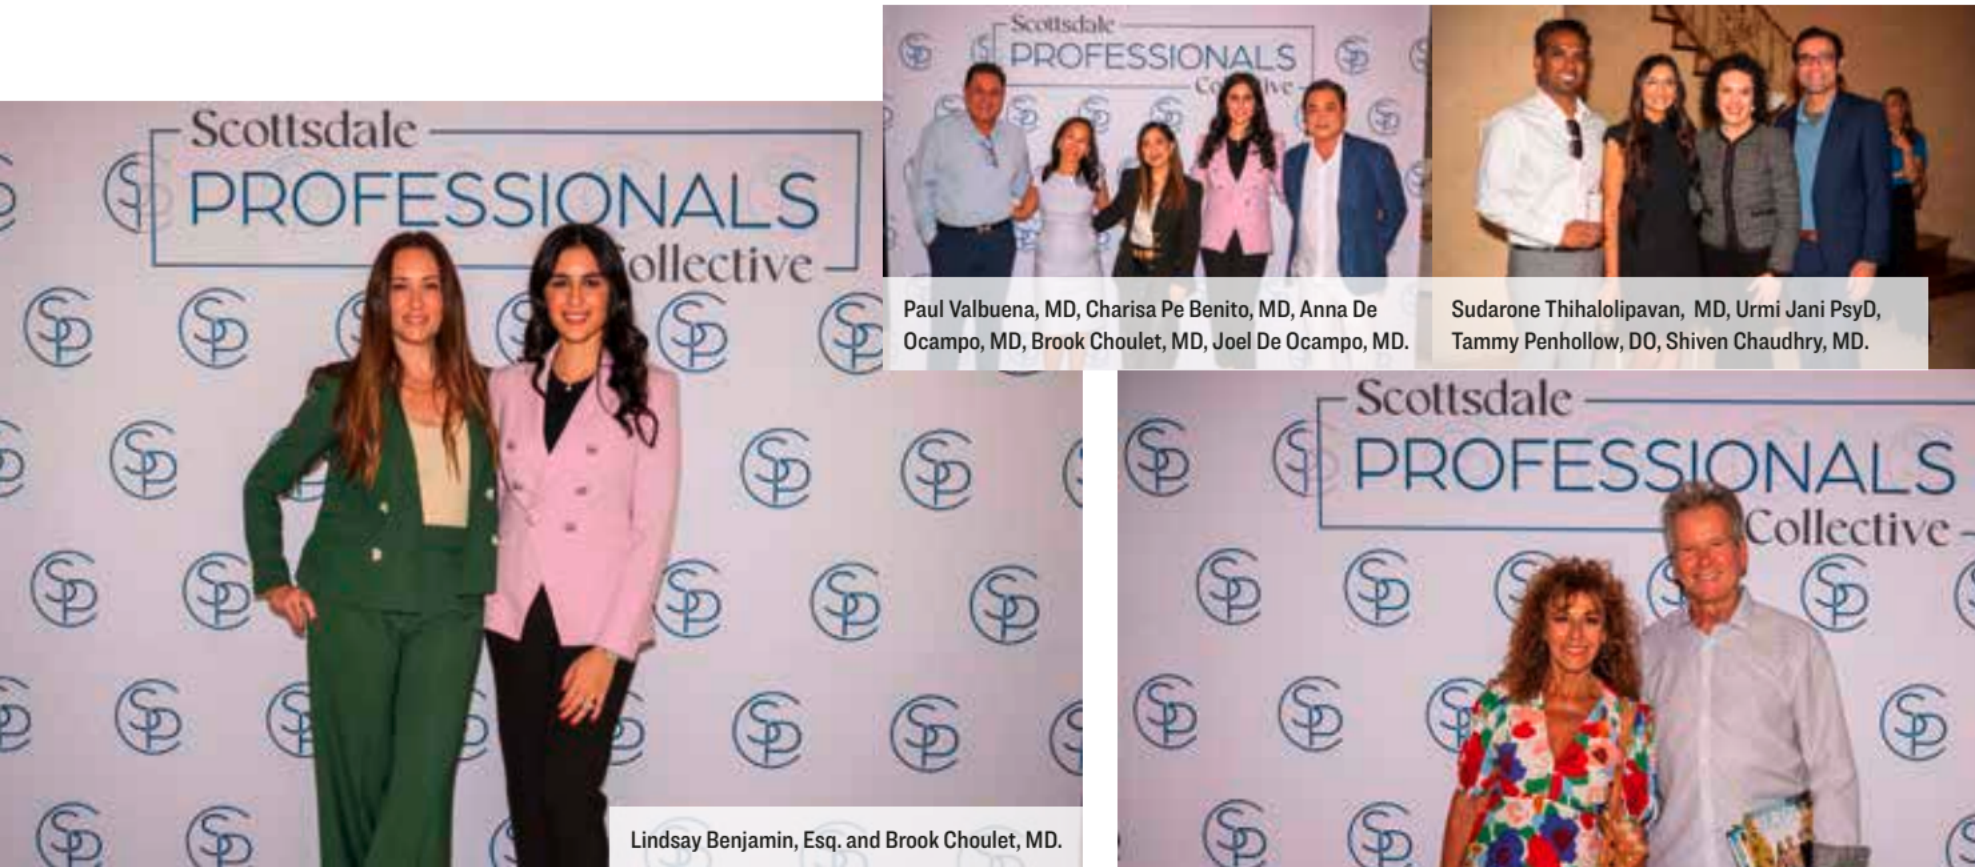 Scottsdale
PROFESSIONALS
Collective
SP
Scottsdale
PROFESSIONALS
Paul Valbuena, MD, Charisa Pe Benito, MD, Anna De
Ocampo, MD, Brook Choulet, MD, Joel De Ocampo, MD.
Sudarone Thihalolipavan, MD, Urmi Jani PsyD,
Tammy Penhollow, DO, Shiven Chaudhry, MD.
Lindsay Benjamin, Esq. and Brook Choulet, MD.
Scottsdale
PROFESSIONALS
Collective
SP